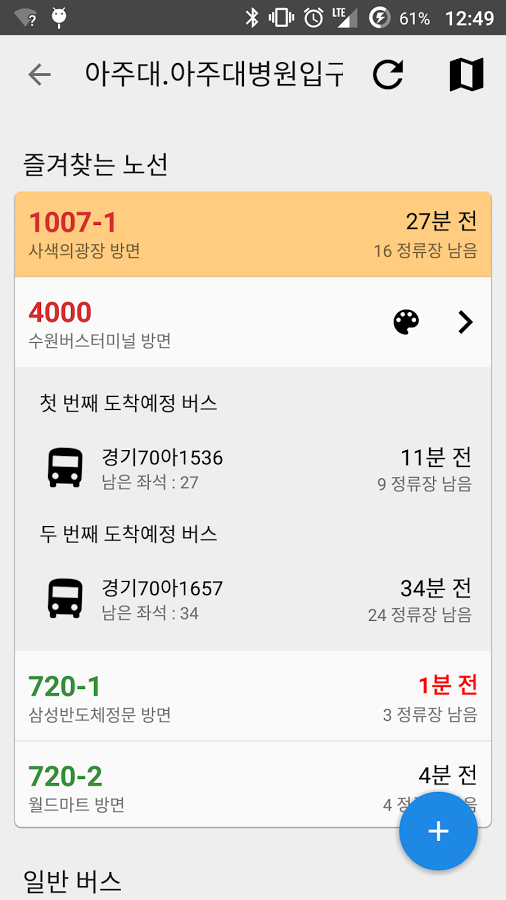 LTE 61% 12:49
아주대.아주대병원입구
즐겨찾는 노선
1007-1 27분 전
사색의광장 방면 16 정류장 남음
4000
수원버스터미널 방면
첫 번째 도착예정 버스
경기70아1536 11분 전
남은 좌석 : 27 9 정류장 남음
두 번째 도착예정 버스
경기70아1657 34분 전
남은 좌석 : 34 24 정류장 남음
720-1 1분 전
삼성반도체정문 방면 3 정류장 남음
720-2 4분 전
월드마트 방면 4 정
일반 버스